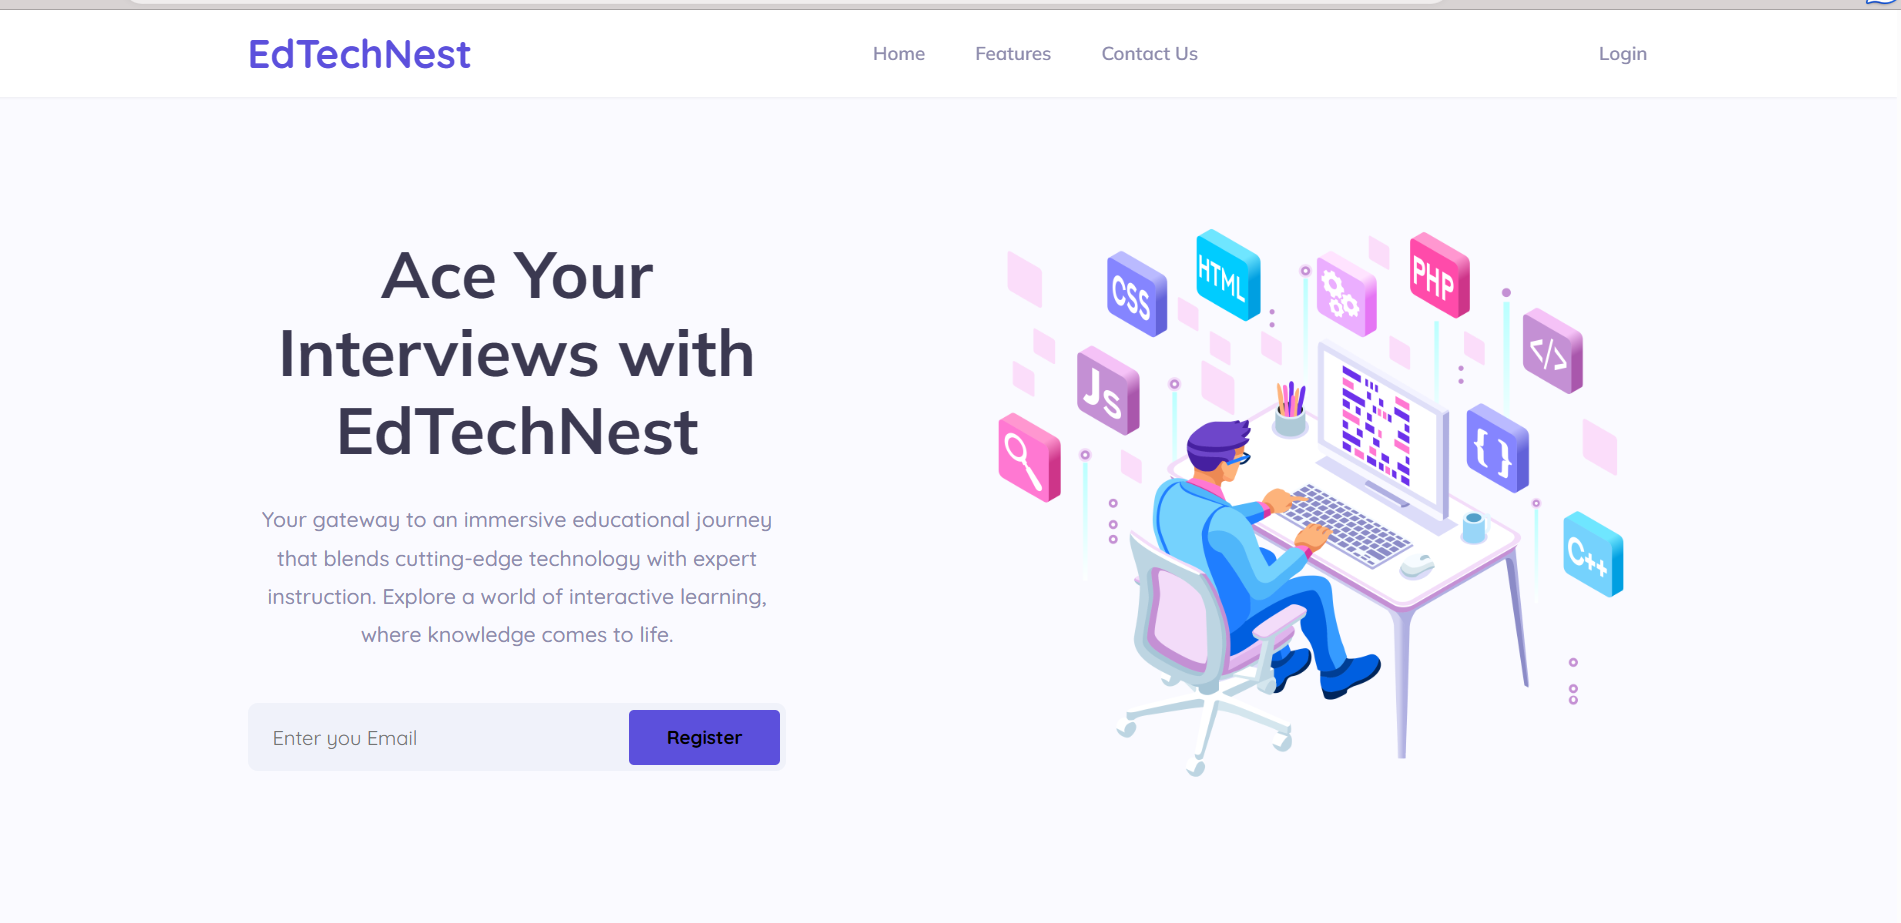 EdTechNest
Home Features Contact Us Login
Ace Your
Interviews with
EdTechNest
Your gateway to an immersive educational journey
that blends cutting-edge technology with expert
instruction. Explore a world of interactive learning,
where knowledge comes to life.
Enter you Email
Register
CSS
HTML
PHP
</>
Js
{ }
C++